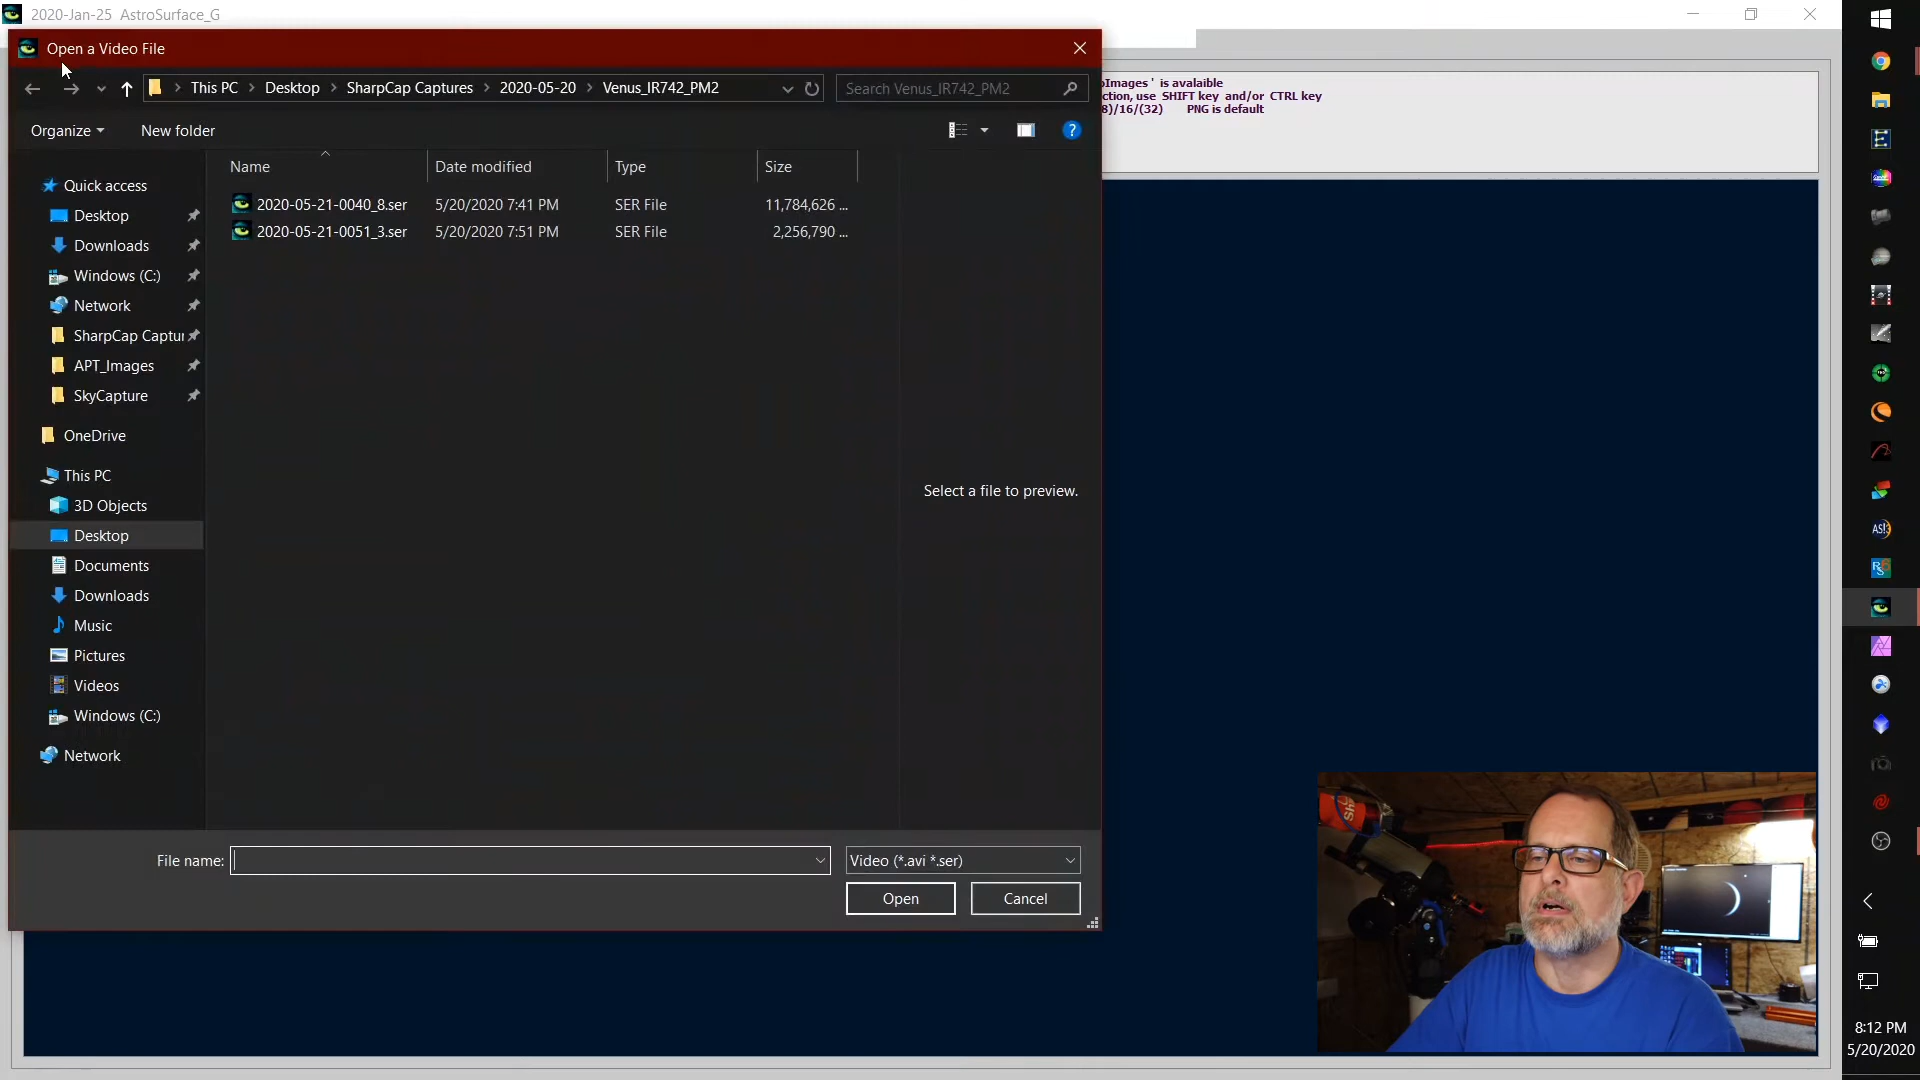 2020-Jan-25 AstroSurface_G
Open a Video File
This PC > Desktop > SharpCap Captures > 2020-05-20 > Venus_IR742_PM2
Search Venus_IR742_PM2
Images ' is avalaible
ction, use SHIFT key and/or CTRL key
8)/16/(32) PNG is default
Organize
New folder
Name
Date modified
Type
Size
2020-05-21-0040_8.ser 5/20/2020 7:41 PM SER File 11,784,626 ...
2020-05-21-0051_3.ser 5/20/2020 7:51 PM SER File 2,256,790 ...
Quick access
Desktop
Downloads
Windows (C:)
Network
SharpCap Captur
APT_Images
SkyCapture
OneDrive
This PC
3D Objects
Desktop
Documents
Downloads
Music
Pictures
Videos
Windows (C:)
Network
Select a file to preview.
File name:
Video (*.avi *.ser)
Open
Cancel
AS!3
8:12 PM
5/20/2020